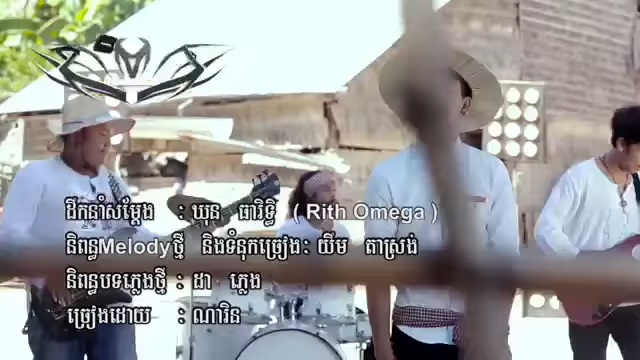 ដឹកនាំសម្ដែង : ឃុន ធារិទ្ធិ ( Rith Omega )
និពន្ធMelodyថ្មី និងទំនុកច្រៀង: យឹម តាស្រង់
និពន្ធបទភ្លេងថ្មី : ដា ភ្លេង
ច្រៀងដោយ : ណារិន